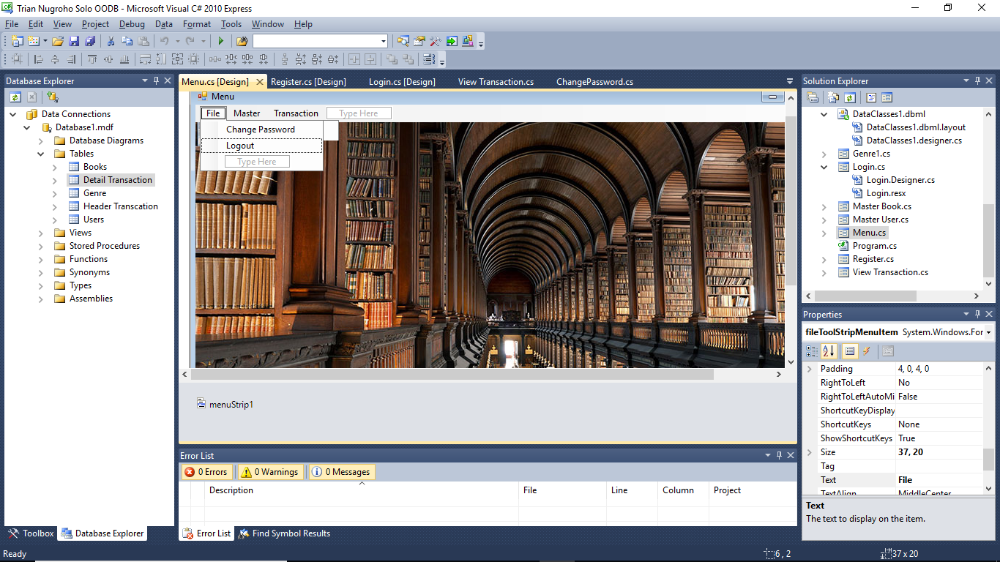 Trian Nugroho Solo OODB - Microsoft Visual C# 2010 Express
File Edit View Project Debug Data Format Tools Window Help
Database Explorer
Data Connections
Database1.mdf
Database Diagrams
Tables
Books
Detail Transaction
Genre
Header Transcation
Users
Views
Stored Procedures
Functions
Synonyms
Types
Assemblies
Toolbox Database Explorer
Menu.cs [Design] Register.cs [Design] Login.cs [Design] View Transaction.cs ChangePassword.cs
Menu
File Master Transaction Type Here
Change Password
Logout
Type Here
menuStrip1
Error List
0 Errors 0 Warnings 0 Messages
Description File Line Column Project
Error List Find Symbol Results
Solution Explorer
DataClasses1.dbml
DataClasses1.dbml.layout
DataClasses1.designer.cs
Genre1.cs
Login.cs
Login.Designer.cs
Login.resx
Master Book.cs
Master User.cs
Menu.cs
Program.cs
Register.cs
View Transaction.cs
Properties
fileToolStripMenuItem System.Windows.For
Padding 4, 0, 4, 0
RightToLeft No
RightToLeftAutoMi False
ShortcutKeyDisplay
ShortcutKeys None
ShowShortcutKeys True
Size 37, 20
Tag
Text File
TextAlign MiddleCenter
Text
The text to display on the item.
Ready 6 , 2 37 x 20